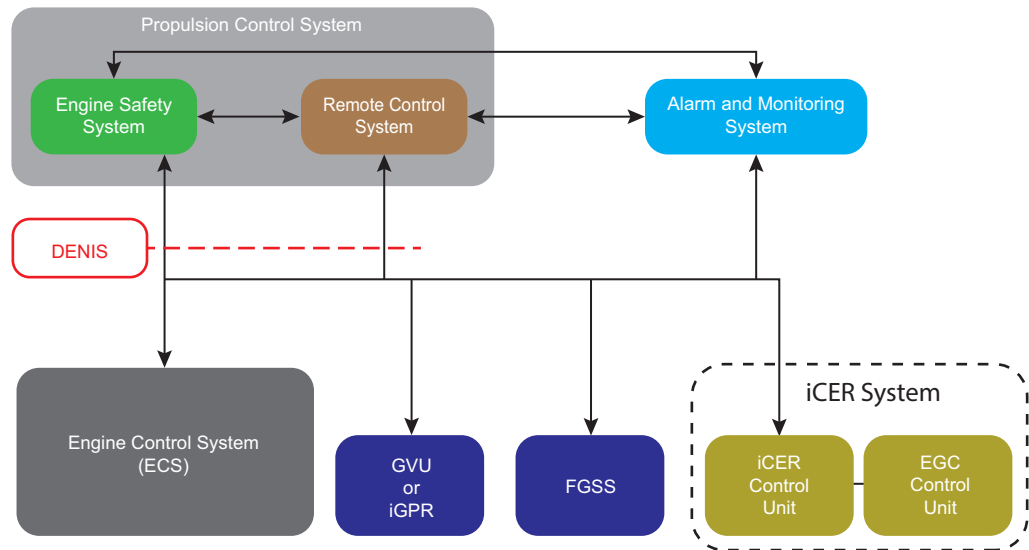 Propulsion Control System
Engine Safety
System
Remote Control
System
Alarm and Monitoring
System
DENIS
Engine Control System
(ECS)
GVU
or
iGPR
FGSS
iCER System
iCER
Control
Unit
EGC
Control
Unit